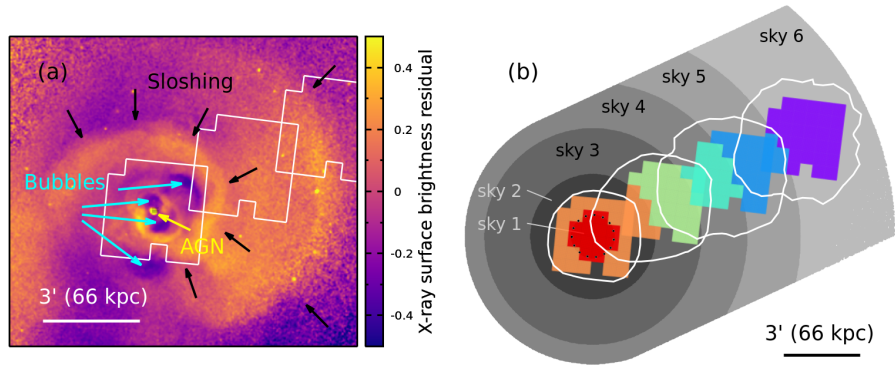 (a)
Sloshing
Bubbles
AGN
3' (66 kpc)
0.4
0.2
0
-0.2
-0.4
X-ray surface brightness residual
(b)
sky 6
sky 5
sky 4
sky 3
sky 2
sky 1
3' (66 kpc)